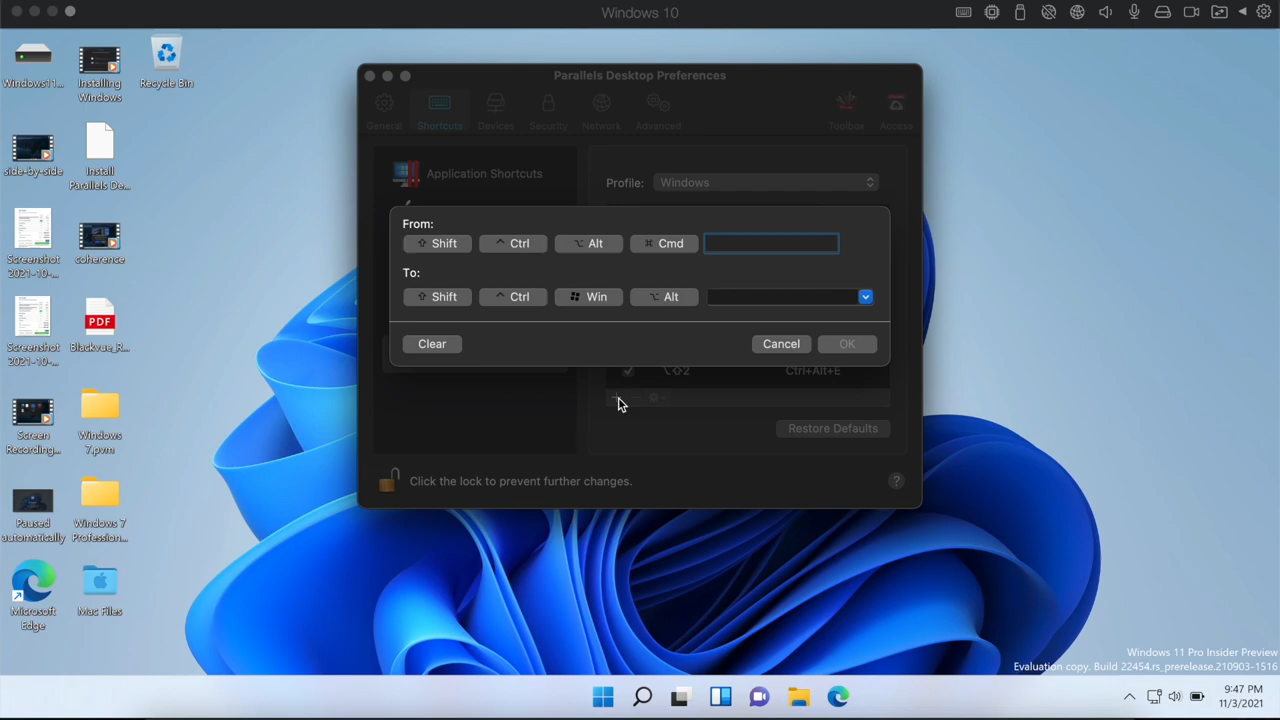 Windows 10
Windows11...
Installing
Windows
Recycle Bin
side-by-side
Install
Parallels De...
Screenshot
2021-10-...
coherence
Screenshot
2021-10-...
PDF
Blackvue_R...
Screen
Recording...
Windows
7.pvm
Paused
automatically
Windows 7
Profession...
Microsoft
Edge
Mac Files
Parallels Desktop Preferences
General
Shortcuts
Devices
Security
Network
Advanced
Toolbox
Access
Application Shortcuts
Profile:
Windows
From:
⇧ Shift
^ Ctrl
⌥ Alt
⌘ Cmd
To:
⇧ Shift
^ Ctrl
Win
⌥ Alt
Clear
Cancel
OK
⌥⇧2
Ctrl+Alt+E
Restore Defaults
Click the lock to prevent further changes.
?
Windows 11 Pro Insider Preview
Evaluation copy. Build 22454.rs_prerelease.210903-1516
9:47 PM
11/3/2021